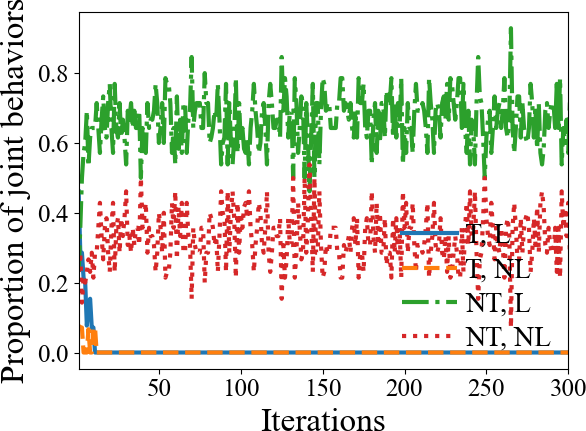 Proportion of joint behaviors
0.8
0.6
0.4
0.2
0.0
T, L
T, NL
NT, L
NT, NL
50 100 150 200 250 300
Iterations